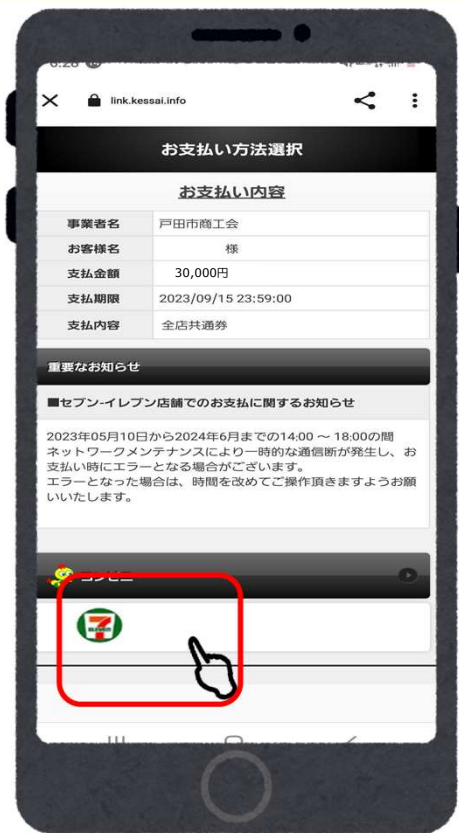 link.kessai.info
お支払い方法選択
お支払い内容
事業者名 戸田市商工会
お客様名 様
支払金額 30,000円
支払期限 2023/09/15 23:59:00
支払内容 全店共通券
重要なお知らせ
■セブン‐イレブン店舗でのお支払に関するお知らせ
2023年05月10日から2024年6月までの14:00 ～ 18:00の間
ネットワークメンテナンスにより一時的な通信断が発生し、お
支払い時にエラーとなる場合がございます。
エラーとなった場合は、時間を改めてご操作頂きますようお願
いいたします。
コンビニ
7
ELEVEN